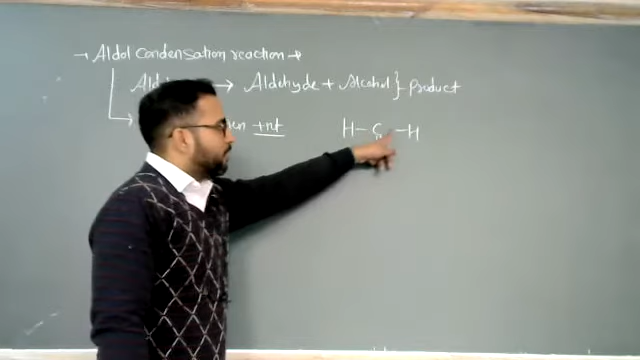 → Aldol Condensation reaction →
→ Aldehyde + Alcohol } Product
+nt H-C-H